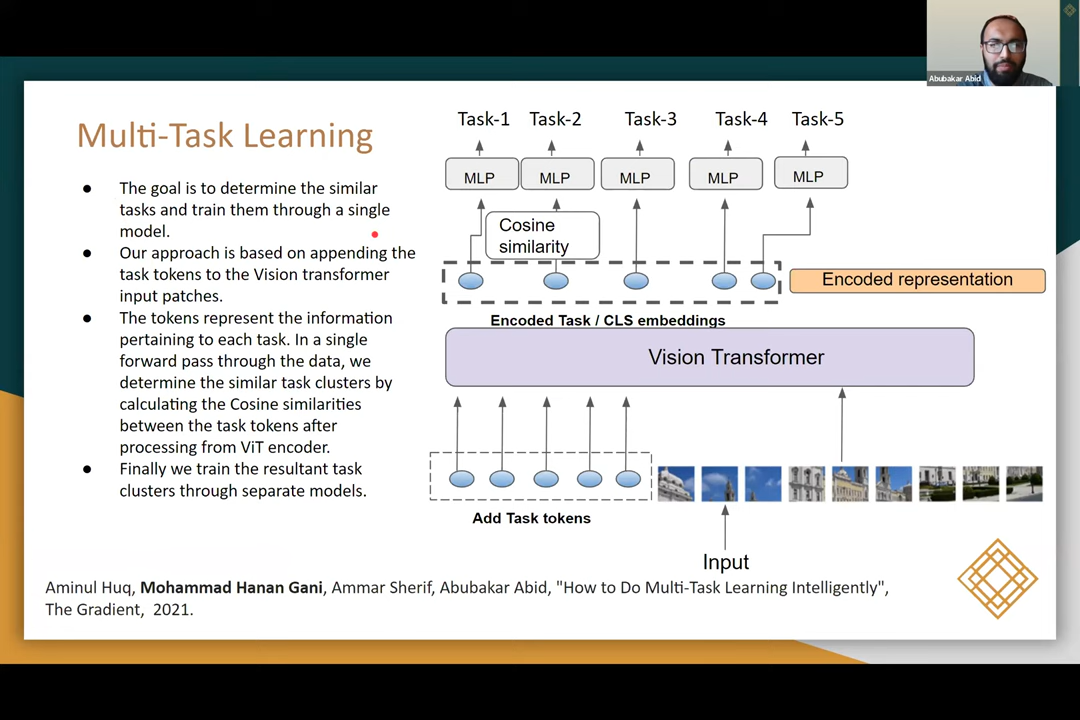 Abubakar Abid
Multi-Task Learning
● The goal is to determine the similar
tasks and train them through a single
model.
● Our approach is based on appending the
task tokens to the Vision transformer
input patches.
● The tokens represent the information
pertaining to each task. In a single
forward pass through the data, we
determine the similar task clusters by
calculating the Cosine similarities
between the task tokens after
processing from ViT encoder.
● Finally we train the resultant task
clusters through separate models.
Task-1 Task-2 Task-3 Task-4 Task-5
MLP MLP MLP MLP MLP
Cosine
similarity
Encoded representation
Encoded Task / CLS embeddings
Vision Transformer
Add Task tokens
Input
Aminul Huq, Mohammad Hanan Gani, Ammar Sherif, Abubakar Abid, "How to Do Multi-Task Learning Intelligently",
The Gradient, 2021.